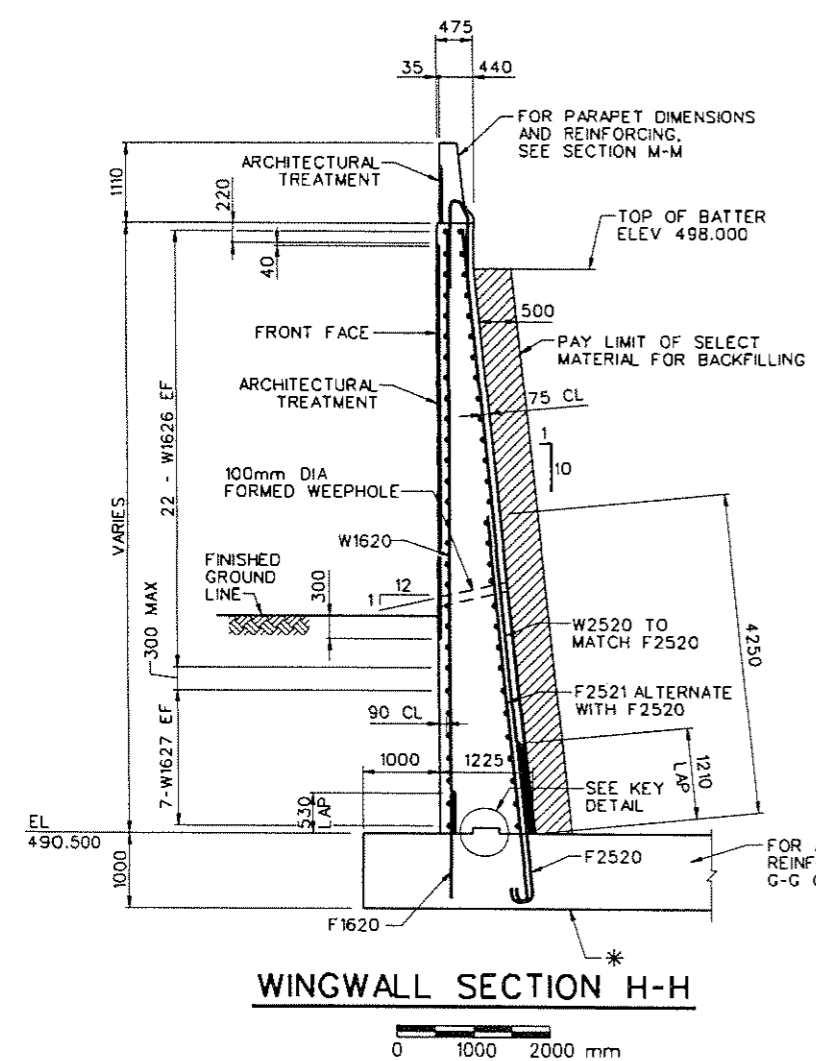 475
35
440
FOR PARAPET DIMENSIONS
AND REINFORCING,
SEE SECTION M-M
ARCHITECTURAL
TREATMENT
1110
220
TOP OF BATTER
ELEV 498.000
40
FRONT FACE
500
PAY LIMIT OF SELECT
MATERIAL FOR BACKFILLING
ARCHITECTURAL
TREATMENT
75 CL
1
10
22 - W1626 EF
100mm DIA
FORMED WEEPHOLE
VARIES
W1620
FINISHED
GROUND
LINE
300
12
1
W2520 TO
MATCH F2520
4250
300 MAX
F2521 ALTERNATE
WITH F2520
90 CL
7-W1627 EF
1000
1225
1210
LAP
530
LAP
SEE KEY
DETAIL
EL
490.500
FOR
REINF
G-G
1000
F2520
F1620
*
WINGWALL SECTION H-H
0 1000 2000 mm